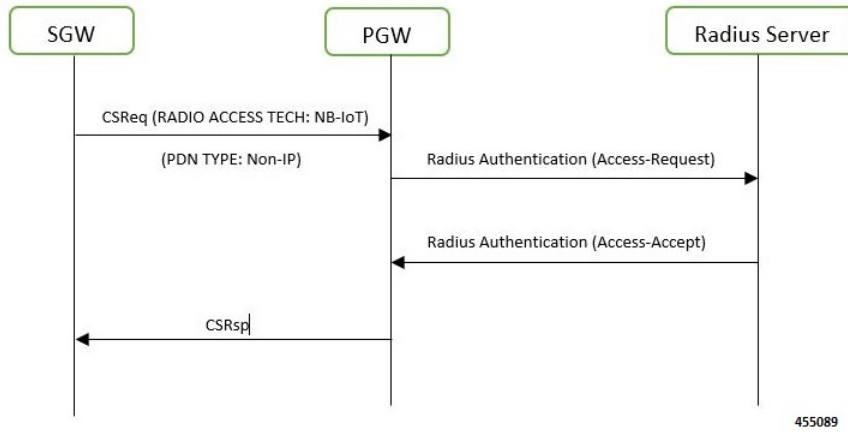 SGW
PGW
Radius Server
CSReq (RADIO ACCESS TECH: NB-IoT)
(PDN TYPE: Non-IP)
Radius Authentication (Access-Request)
Radius Authentication (Access-Accept)
CSRsp
455089